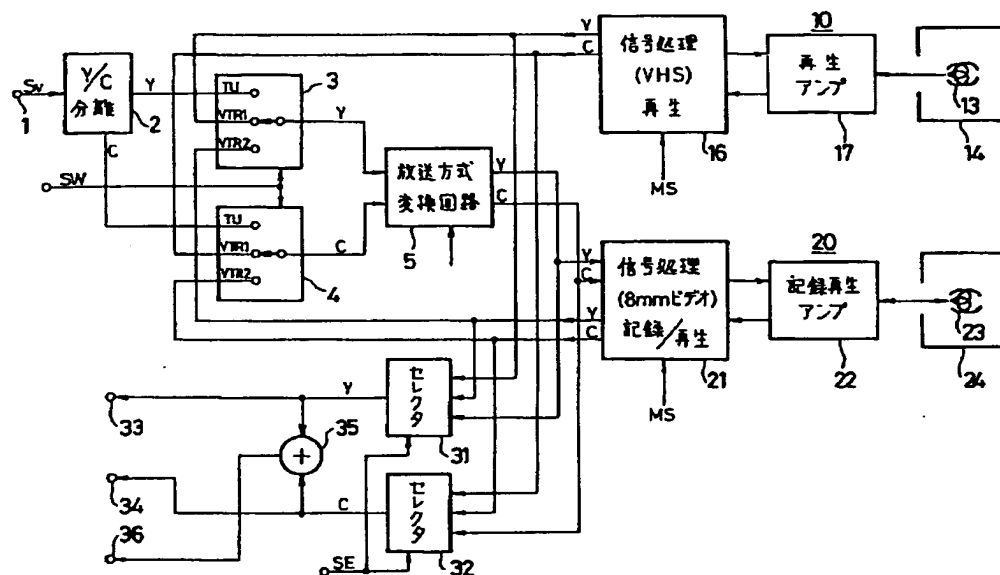 Sv
1
Y/C
分離
2
Y
C
SW
3
TU
VTR1
VTR2
Y
TU
VTR1
VTR2
4
C
放送方式
変換回路
5
Y
C
Y
C
信号処理
(VHS)
再生
16
MS
10
再生
アンプ
17
13
14
Y
C
信号処理
(8mmビデオ)
記録/再生
Y
C
21
MS
20
記録再生
アンプ
22
23
24
セレクタ
31
Y
33
35
+
34
36
C
セレクタ
32
SE